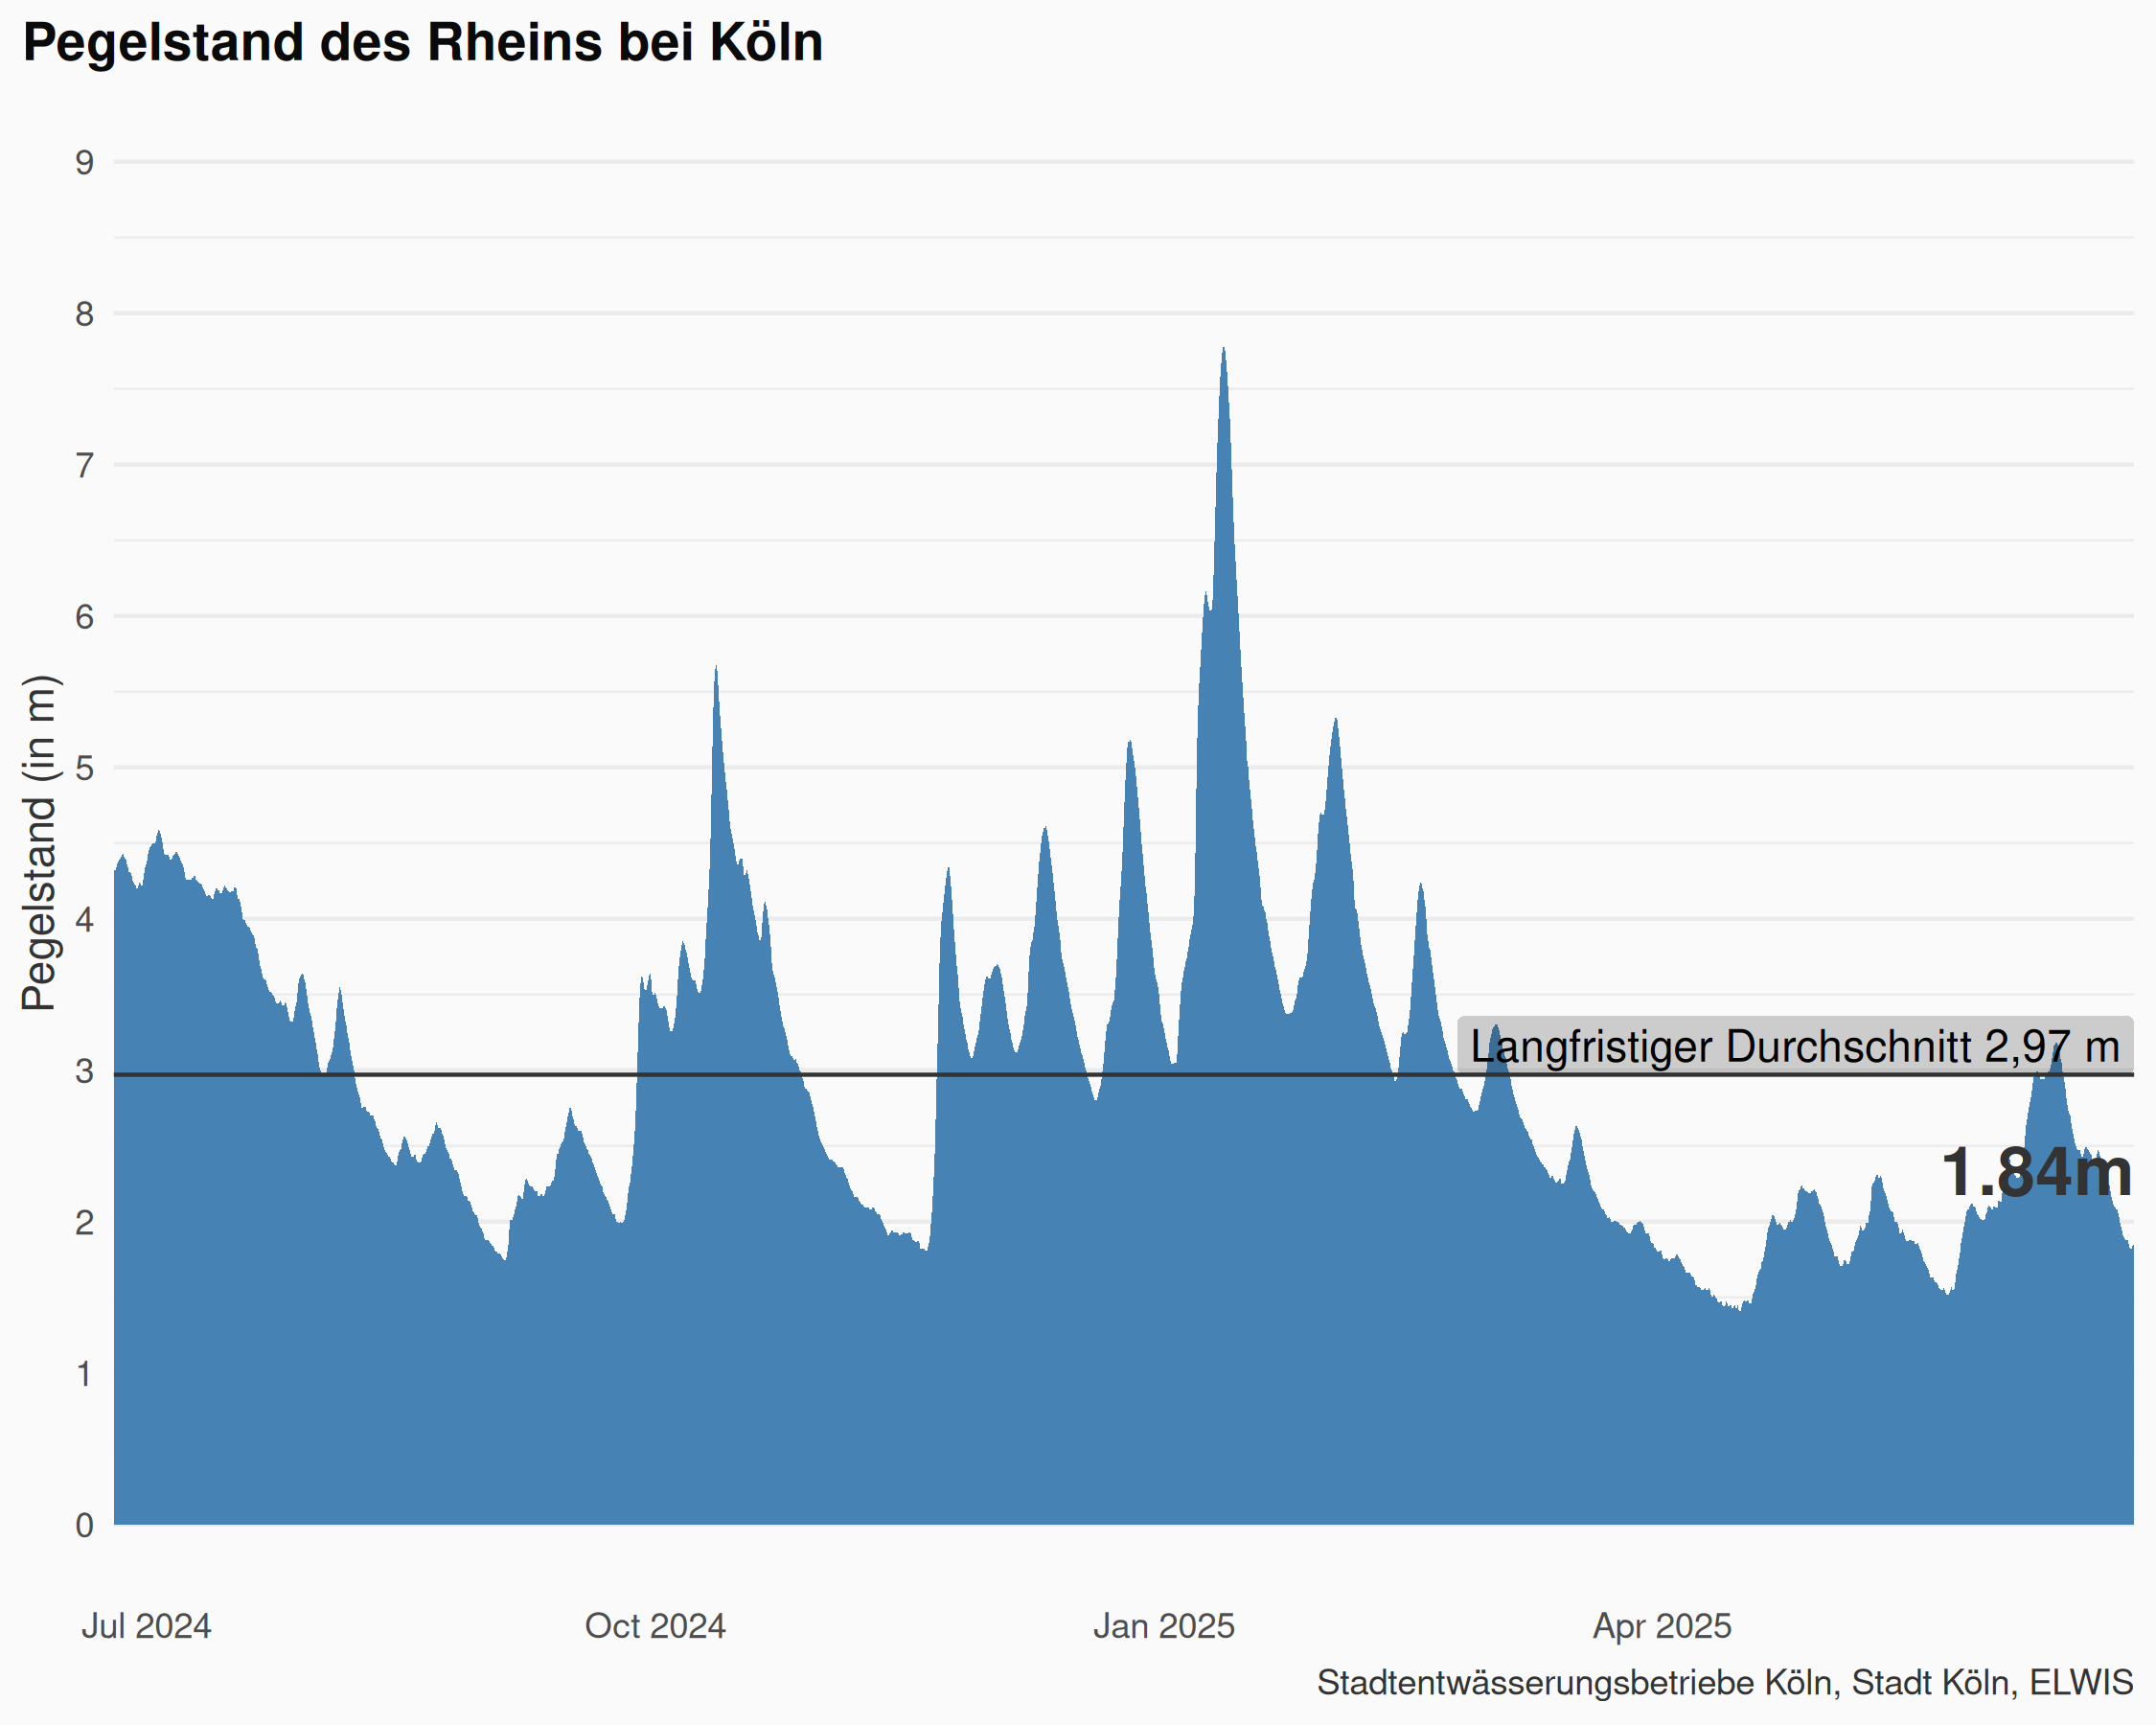 Pegelstand des Rheins bei Köln
Pegelstand (in m)
9
8
7
6
5
4
3
2
1
0
Langfristiger Durchschnitt 2,97 m
1.84m
Jul 2024
Oct 2024
Jan 2025
Apr 2025
Stadtentwässerungsbetriebe Köln, Stadt Köln, ELWIS